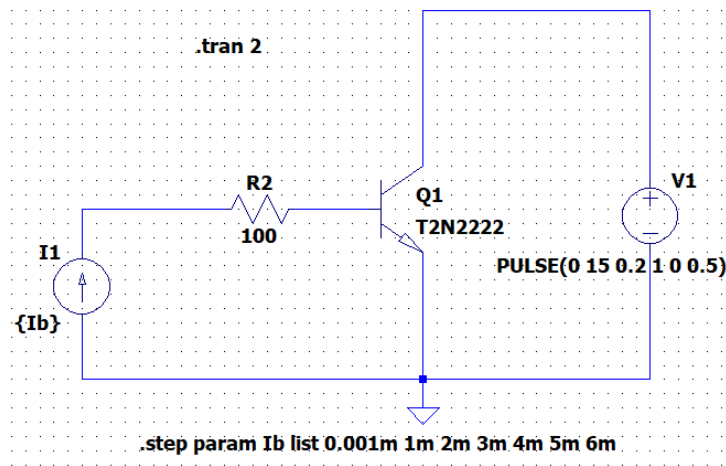 .tran 2
R2
100
Q1
T2N2222
V1
PULSE(0 15 0.2 1 0 0.5)
I1
{Ib}
.step param Ib list 0.001m 1m 2m 3m 4m 5m 6m